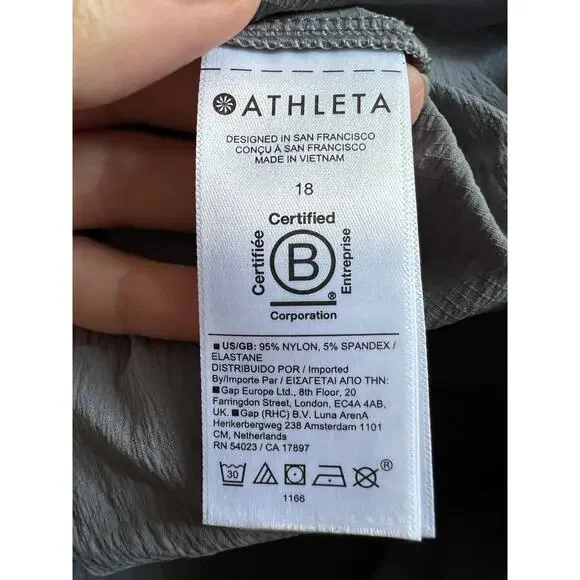 ATHLETA
DESIGNED IN SAN FRANCISCO
CONÇU À SAN FRANCISCO
MADE IN VIETNAM
18
Certified
Certifiée
B
Entreprise
®
Corporation
■ US/GB: 95% NYLON, 5% SPANDEX /
ELASTANE
DISTRIBUIDO POR / Imported
By/Importe Par / ΕΙΣΑΓΕΤΑΙ ΑΠΟ ΤΗΝ:
■Gap Europe Ltd., 8th Floor, 20
Farringdon Street, London, EC4A 4AB,
UK. ■Gap (RHC) B.V. Luna ArenA
Herikerbergweg 238 Amsterdam 1101
CM, Netherlands
RN 54023 / CA 17897
30 ®
1166